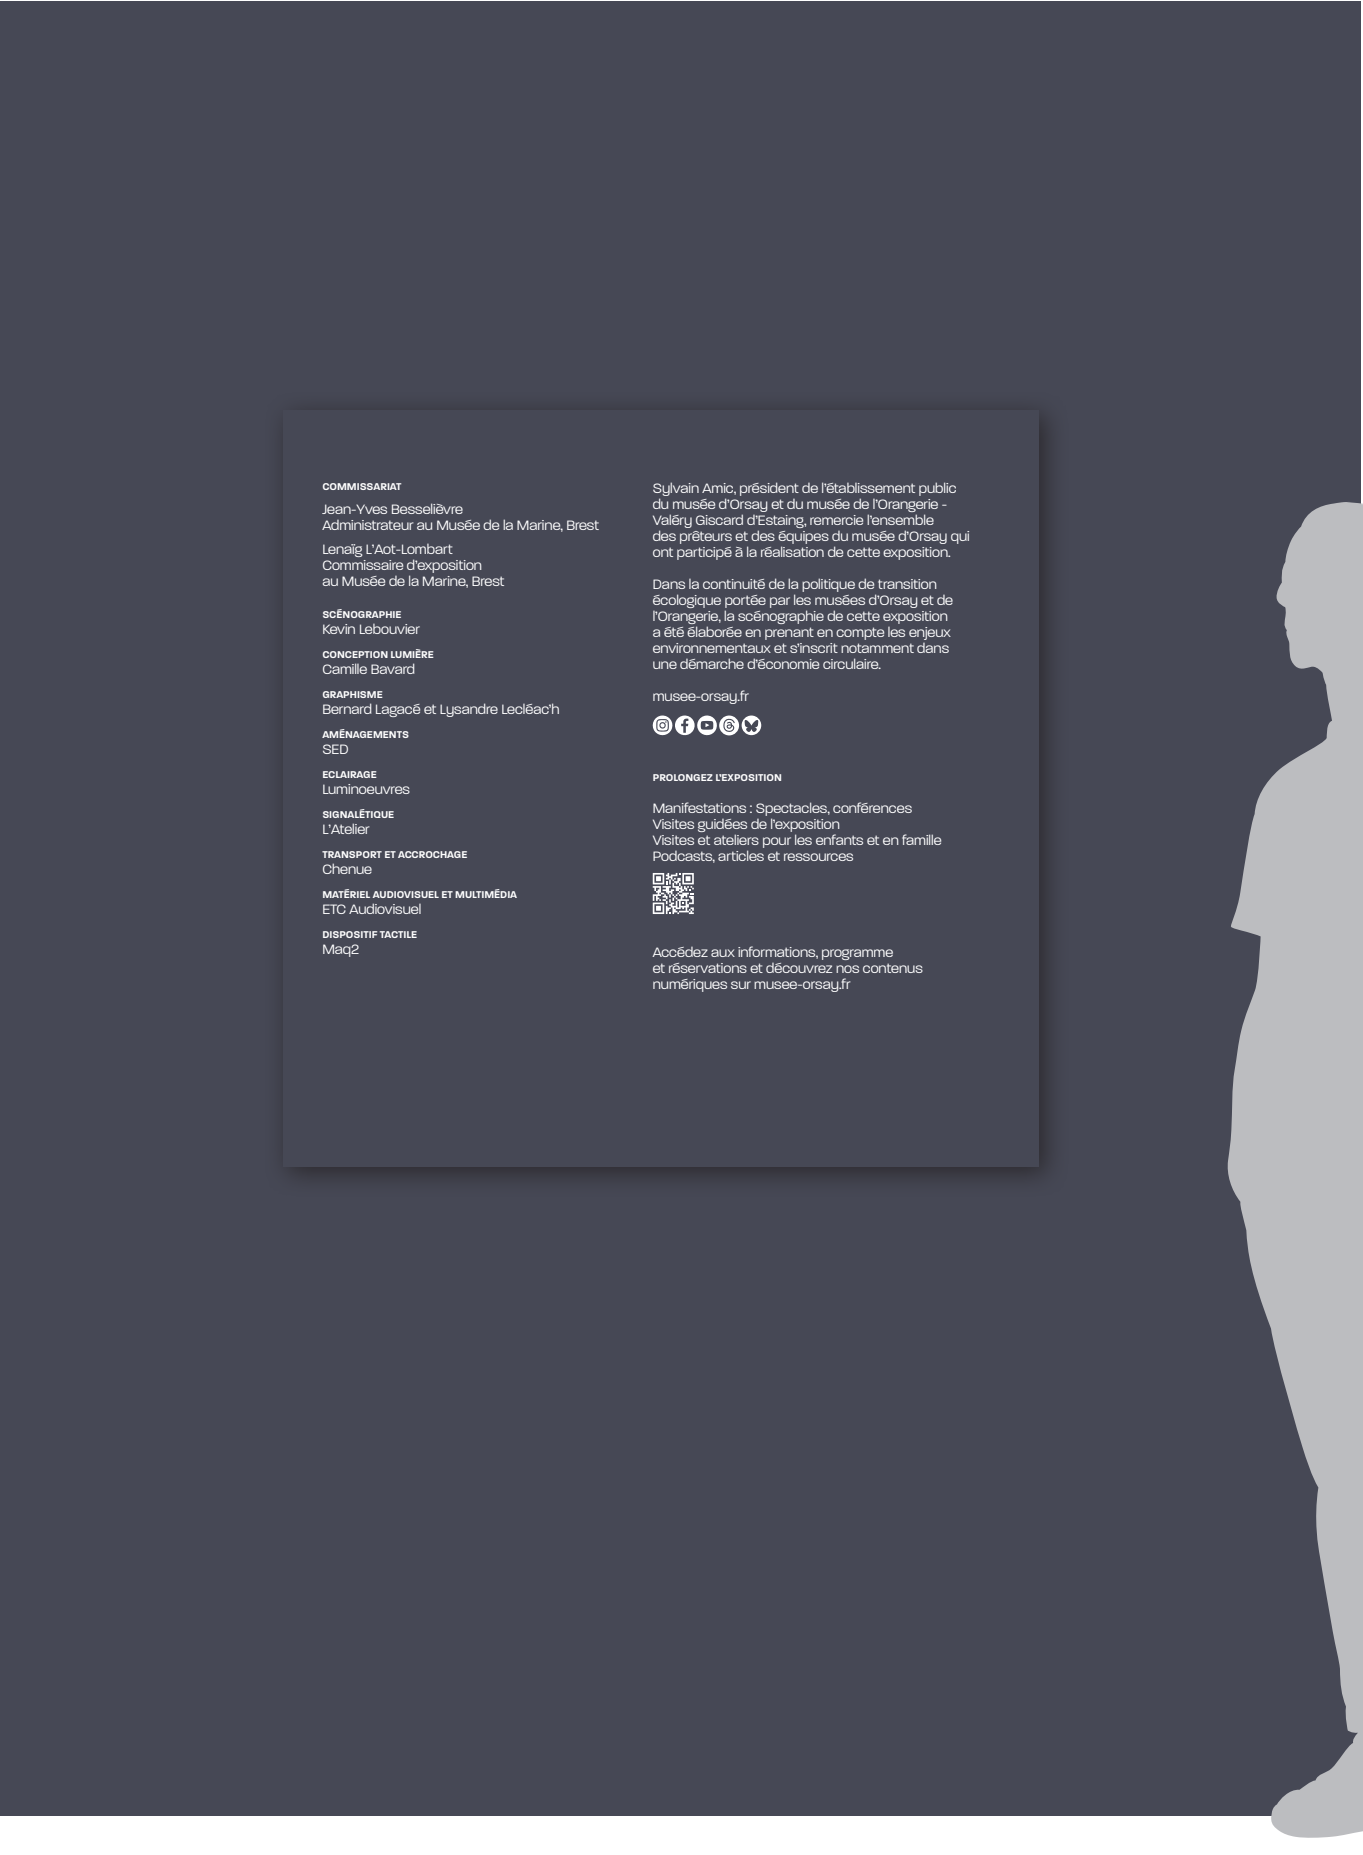 COMMISSARIAT
Jean-Yves Besselièvre
Administrateur au Musée de la Marine, Brest
Lenaïg L’Aot-Lombart
Commissaire d’exposition
au Musée de la Marine, Brest
SCÉNOGRAPHIE
Kevin Lebouvier
CONCEPTION LUMIÈRE
Camille Bavard
GRAPHISME
Bernard Lagacé et Lysandre Lecléac’h
AMÉNAGEMENTS
SED
ECLAIRAGE
Luminoeuvres
SIGNALÉTIQUE
L’Atelier
TRANSPORT ET ACCROCHAGE
Chenue
MATÉRIEL AUDIOVISUEL ET MULTIMÉDIA
ETC Audiovisuel
DISPOSITIF TACTILE
Maq2
Sylvain Amic, président de l’établissement public
du musée d’Orsay et du musée de l’Orangerie -
Valéry Giscard d’Estaing, remercie l’ensemble
des prêteurs et des équipes du musée d’Orsay qui
ont participé à la réalisation de cette exposition.
Dans la continuité de la politique de transition
écologique portée par les musées d’Orsay et de
l’Orangerie, la scénographie de cette exposition
a été élaborée en prenant en compte les enjeux
environnementaux et s’inscrit notamment dans
une démarche d’économie circulaire.
musee-orsay.fr
PROLONGEZ L’EXPOSITION
Manifestations : Spectacles, conférences
Visites guidées de l’exposition
Visites et ateliers pour les enfants et en famille
Podcasts, articles et ressources
Accédez aux informations, programme
et réservations et découvrez nos contenus
numériques sur musee-orsay.fr